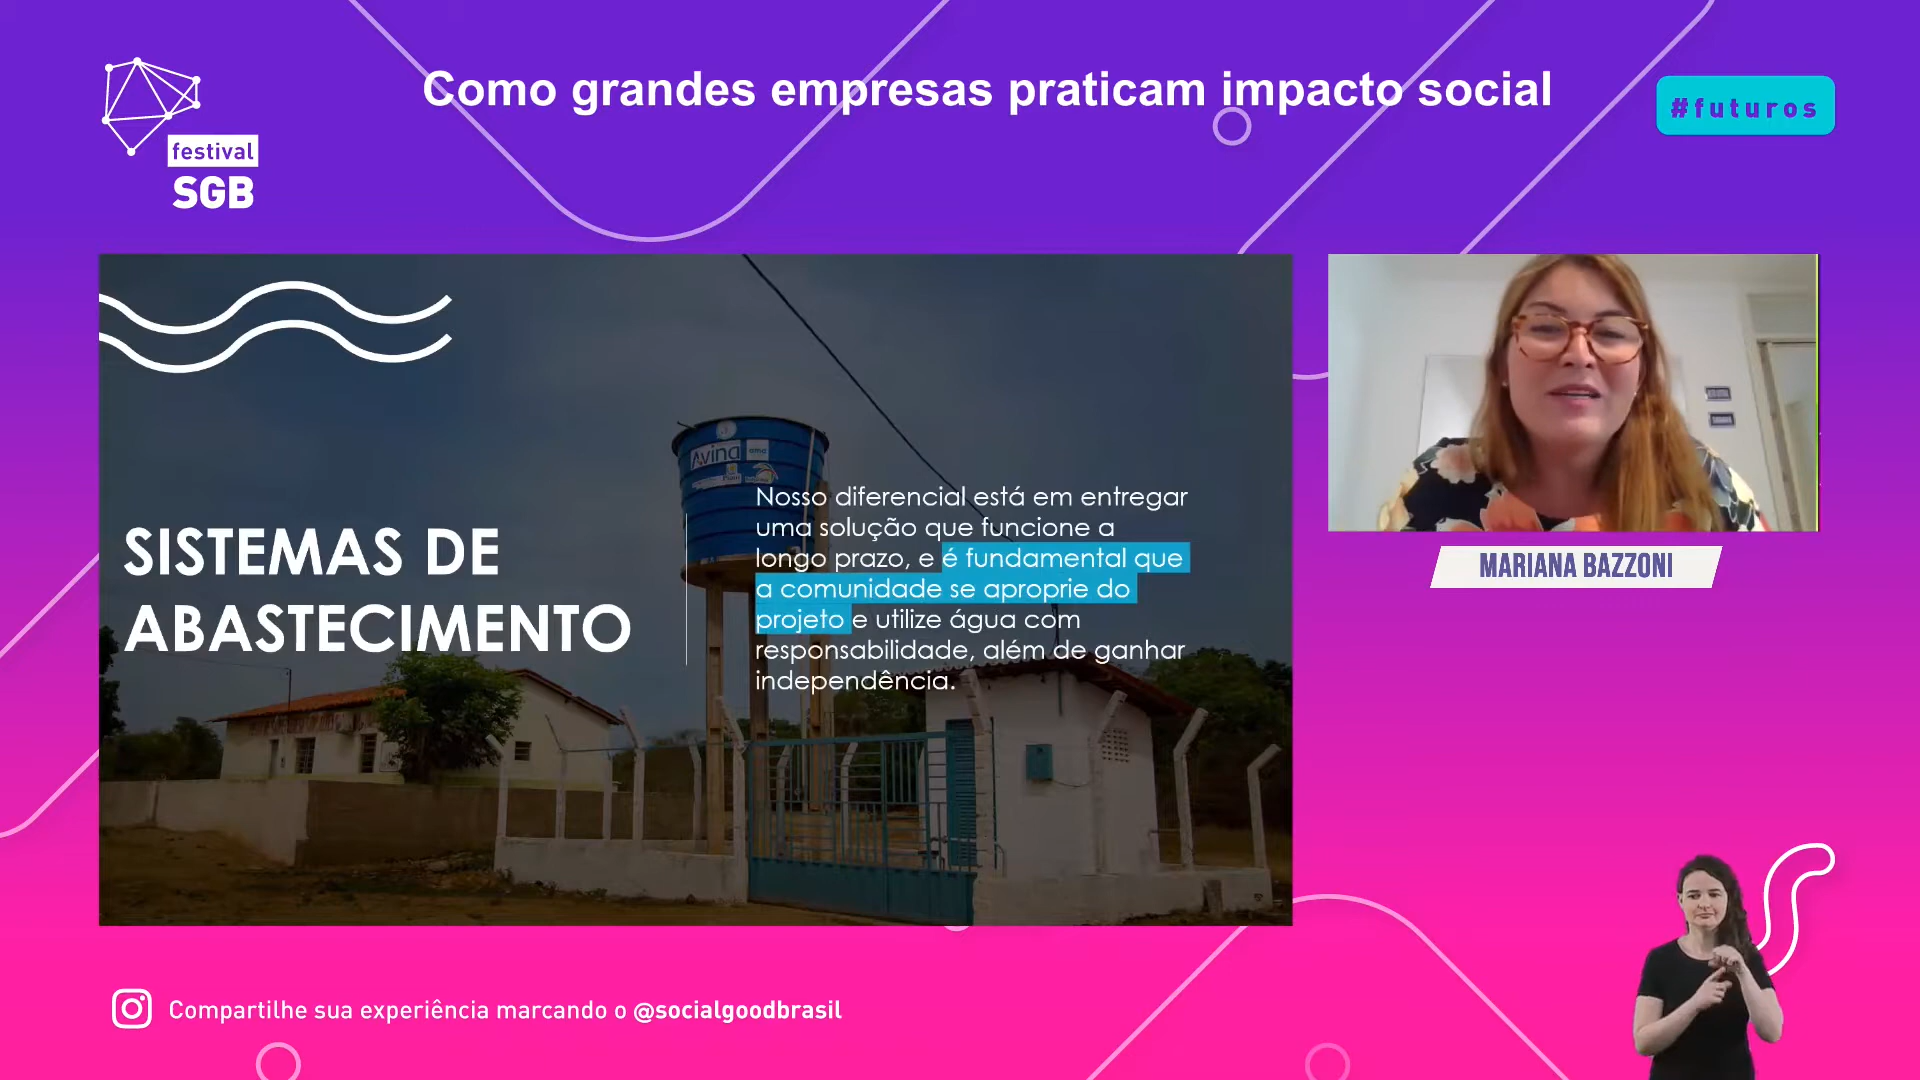 Como grandes empresas praticam impacto social
#futuros
festival
SGB
Avina
ama
SISTEMAS DE
ABASTECIMENTO
Nosso diferencial está em entregar
uma solução que funcione a
longo prazo, e é fundamental que
a comunidade se aproprie do
projeto e utilize água com
responsabilidade, além de ganhar
independência.
MARIANA BAZZONI
Compartilhe sua experiência marcando o @socialgoodbrasil